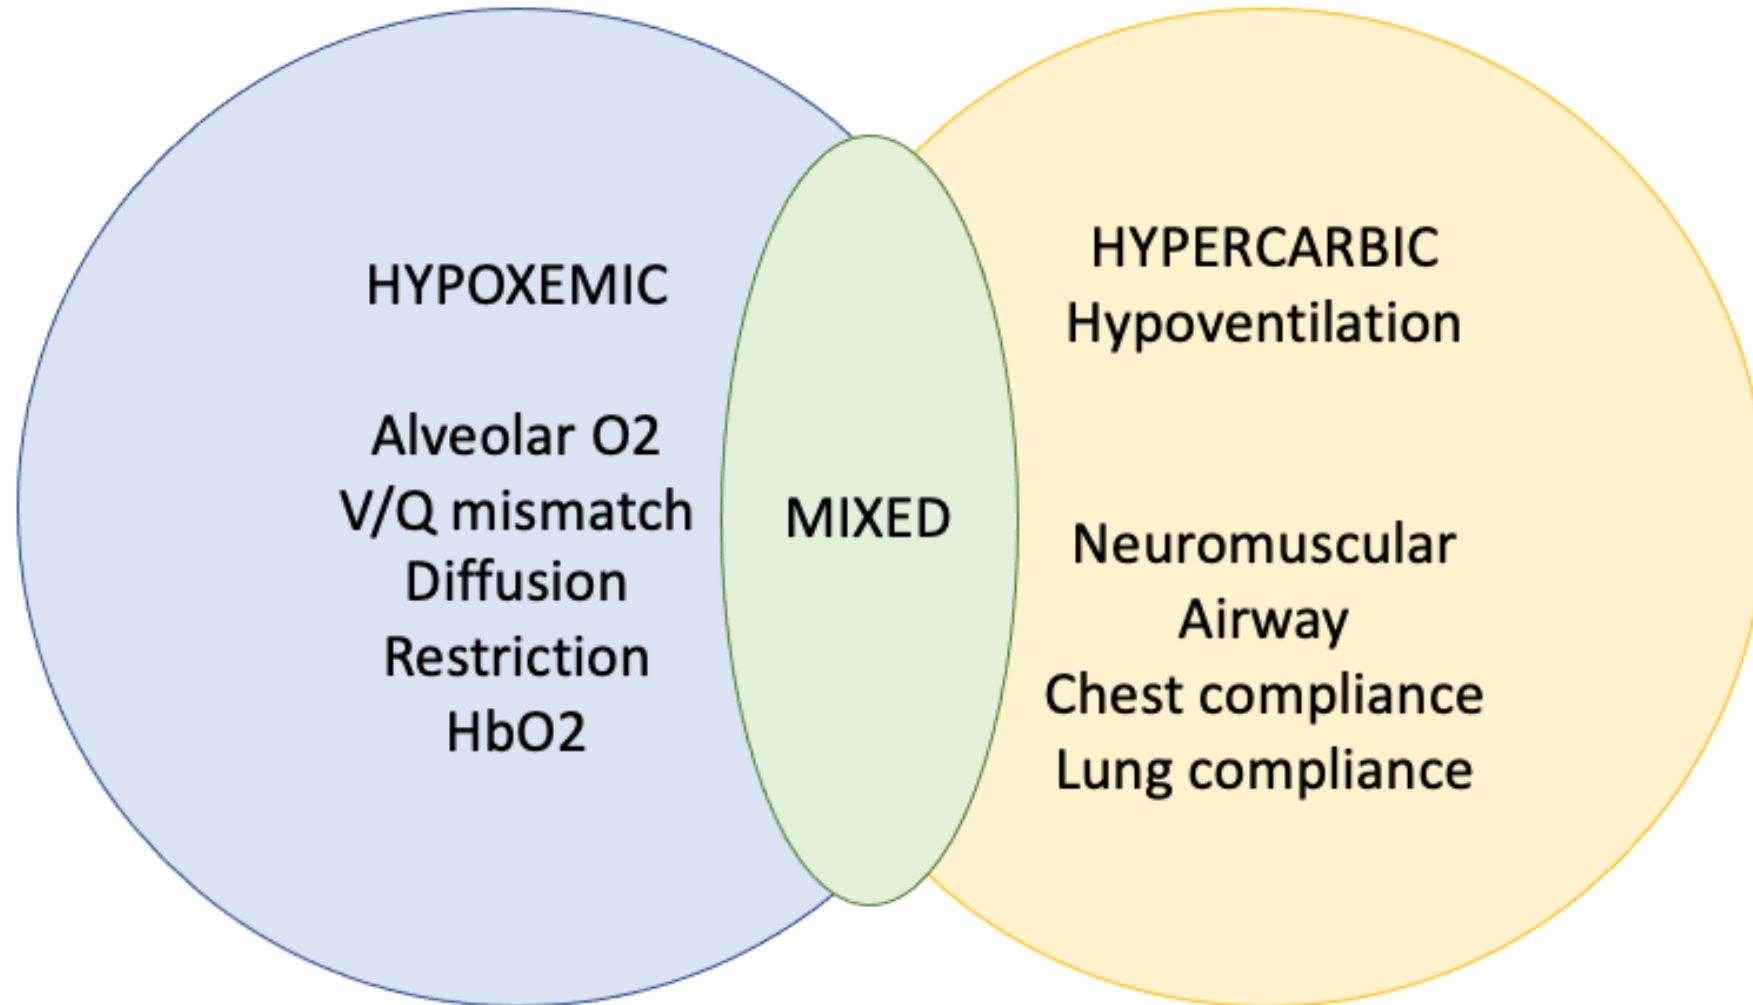 HYPOXEMIC
Alveolar O2
V/Q mismatch
Diffusion
Restriction
HbO2
MIXED
HYPERCARBIC
Hypoventilation
Neuromuscular
Airway
Chest compliance
Lung compliance